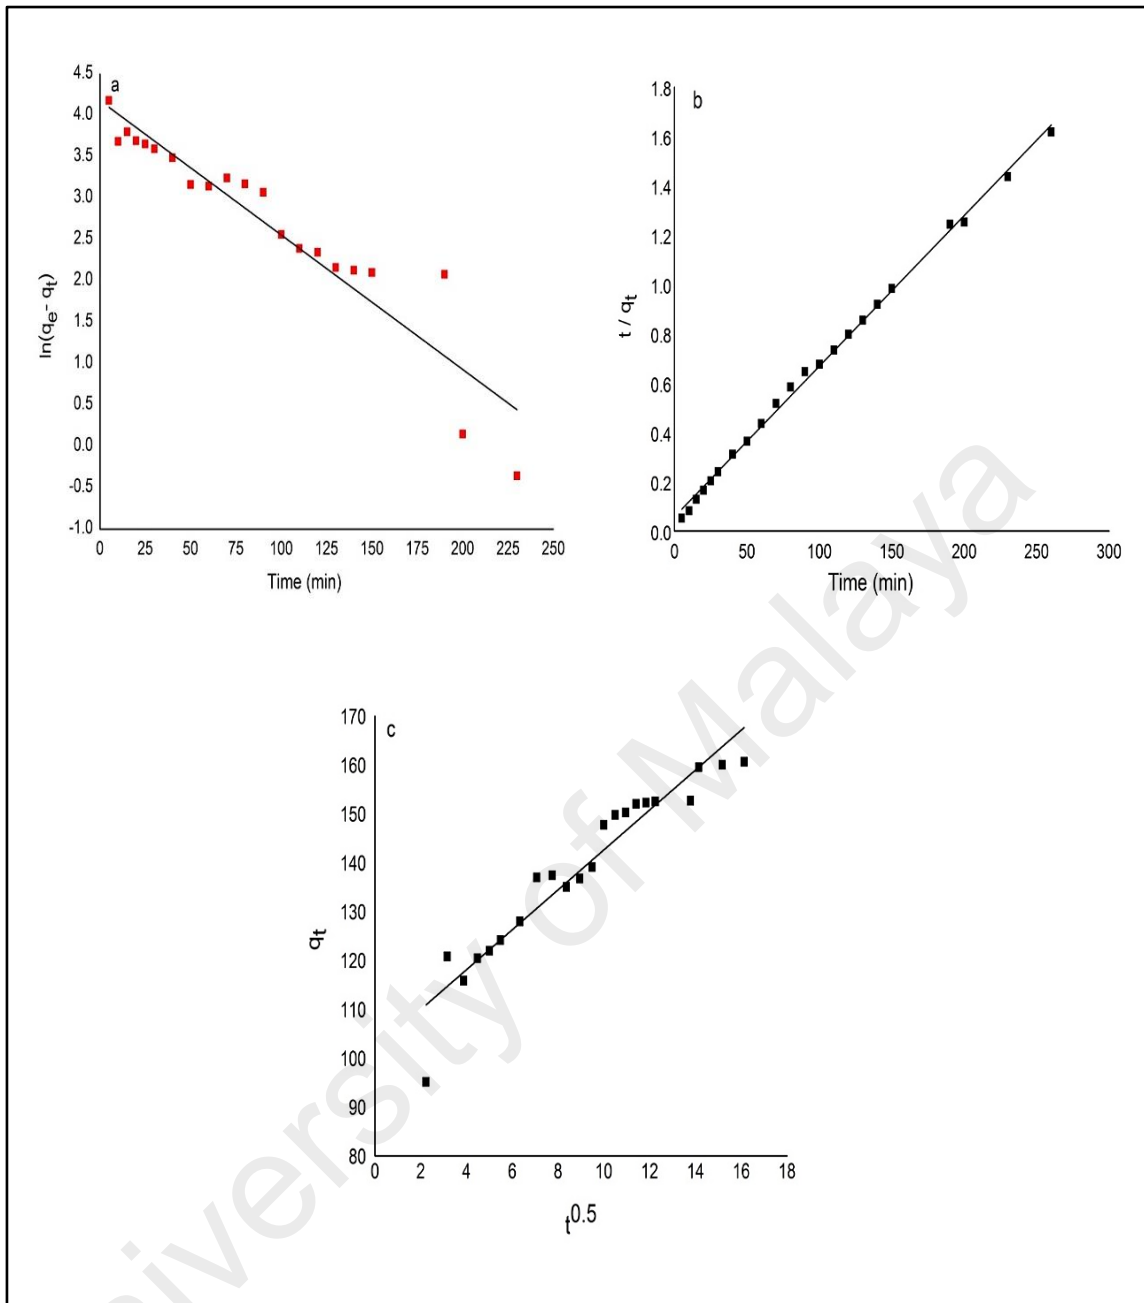 a
4.5
4.0
3.5
3.0
2.5
2.0
1.5
1.0
0.5
0.0
-0.5
-1.0
ln(qe- qt)
0 25 50 75 100 125 150 175 200 225 250
Time (min)
b
1.8
1.6
1.4
1.2
1.0
0.8
0.6
0.4
0.2
0.0
t / qt
0 50 100 150 200 250 300
Time (min)
c
170
160
150
140
130
120
110
100
90
80
qt
0 2 4 6 8 10 12 14 16 18
t0.5
iversity of Malaya